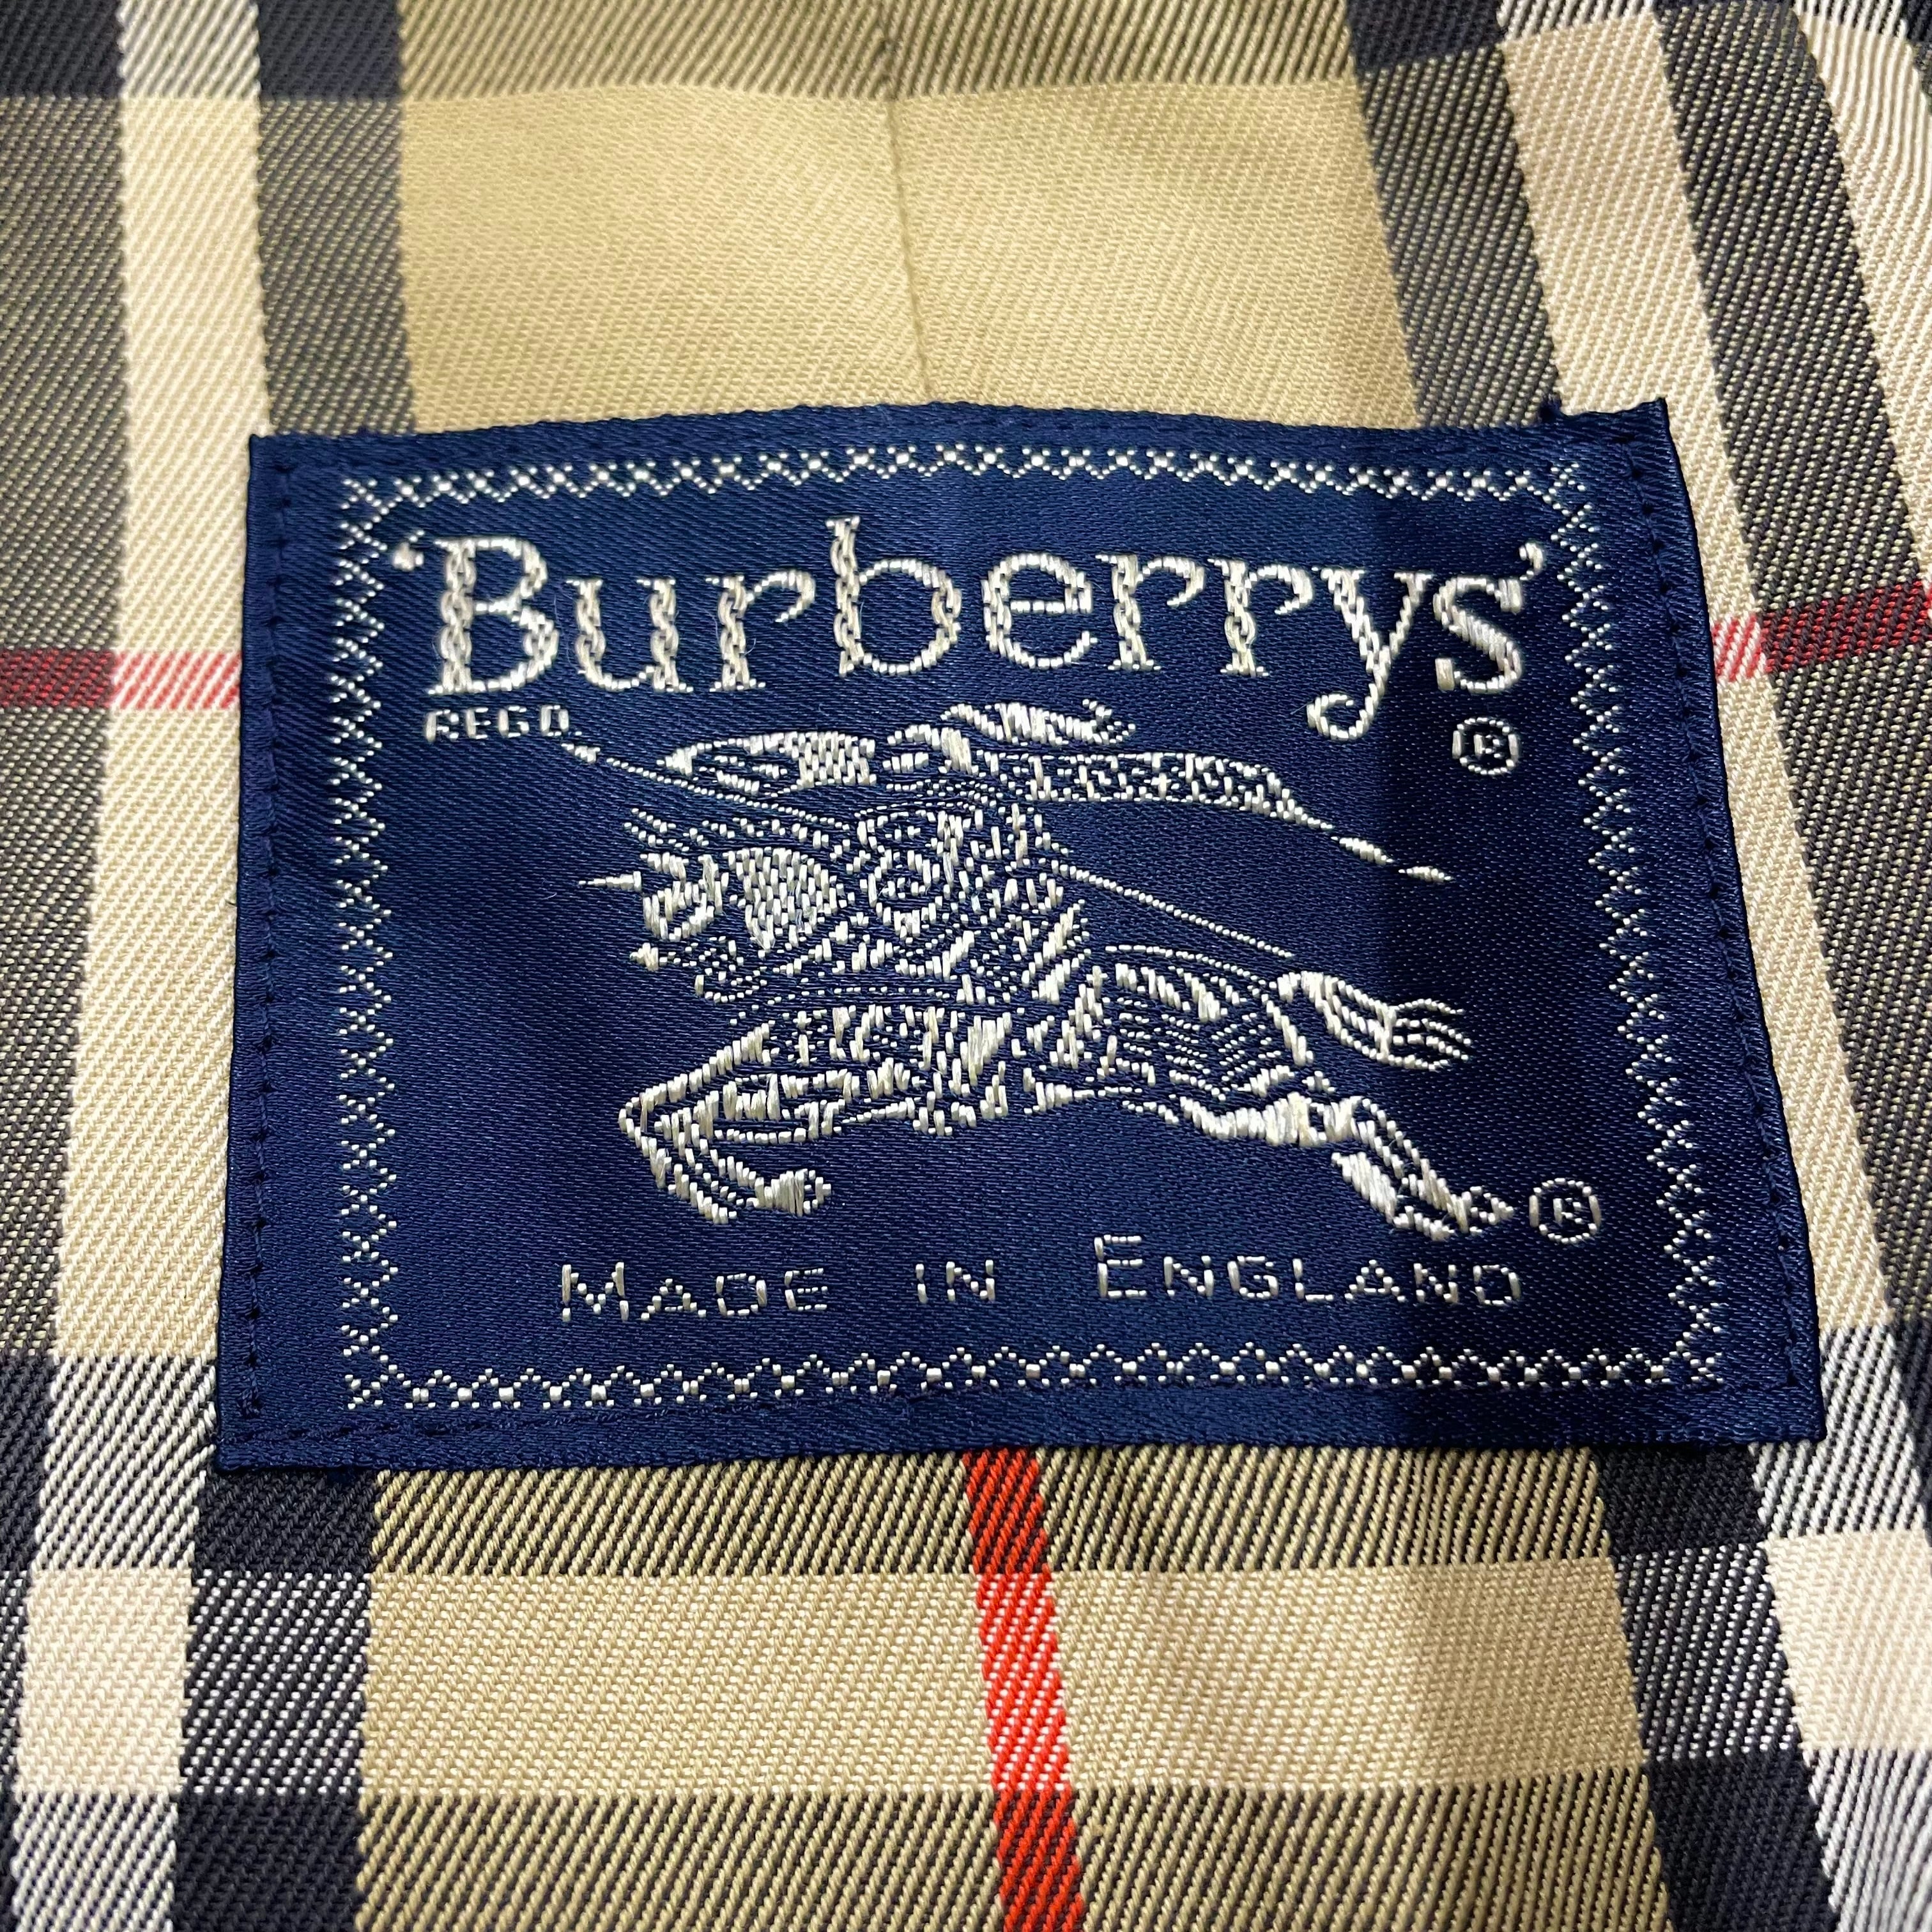 ‘Burberrys’
REGD.
®
®
MADE IN ENGLAND